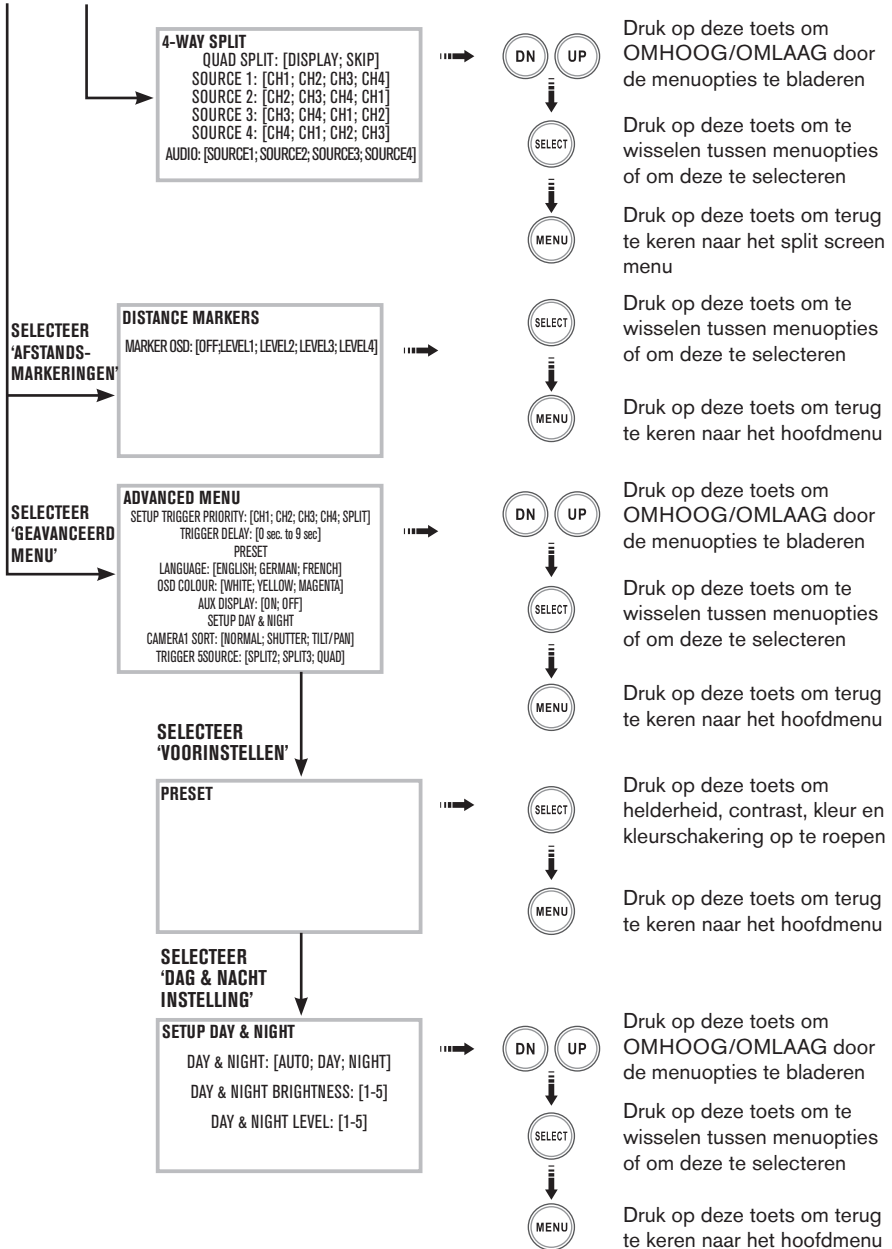 4-WAY SPLIT
QUAD SPLIT: [DISPLAY; SKIP]
SOURCE 1: [CH1; CH2; CH3; CH4]
SOURCE 2: [CH2; CH3; CH4; CH1]
SOURCE 3: [CH3; CH4; CH1; CH2]
SOURCE 4: [CH4; CH1; CH2; CH3]
AUDIO: [SOURCE1; SOURCE2; SOURCE3; SOURCE4]
DN UP
Druk op deze toets om
OMHOOG/OMLAAG door
de menuopties te bladeren
SELECT
Druk op deze toets om te
wisselen tussen menuopties
of om deze te selecteren
MENU
Druk op deze toets om terug
te keren naar het split screen
menu
SELECTEER
‘AFSTANDS-
MARKERINGEN’
DISTANCE MARKERS
MARKER OSD: [OFF;LEVEL1; LEVEL2; LEVEL3; LEVEL4]
SELECT
Druk op deze toets om te
wisselen tussen menuopties
of om deze te selecteren
MENU
Druk op deze toets om terug
te keren naar het hoofdmenu
SELECTEER
‘GEAVANCEERD
MENU’
ADVANCED MENU
SETUP TRIGGER PRIORITY: [CH1; CH2; CH3; CH4; SPLIT]
TRIGGER DELAY: [0 sec. to 9 sec]
PRESET
LANGUAGE: [ENGLISH; GERMAN; FRENCH]
OSD COLOUR: [WHITE; YELLOW; MAGENTA]
AUX DISPLAY: [ON; OFF]
SETUP DAY & NIGHT
CAMERA1 SORT: [NORMAL; SHUTTER; TILT/PAN]
TRIGGER 5SOURCE: [SPLIT2; SPLIT3; QUAD]
DN UP
Druk op deze toets om
OMHOOG/OMLAAG door
de menuopties te bladeren
SELECT
Druk op deze toets om te
wisselen tussen menuopties
of om deze te selecteren
MENU
Druk op deze toets om terug
te keren naar het hoofdmenu
SELECTEER
‘VOORINSTELLEN’
PRESET
SELECT
Druk op deze toets om
helderheid, contrast, kleur en
kleurschakering op te roepen
MENU
Druk op deze toets om terug
te keren naar het hoofdmenu
SELECTEER
‘DAG & NACHT
INSTELLING’
SETUP DAY & NIGHT
DAY & NIGHT: [AUTO; DAY; NIGHT]
DAY & NIGHT BRIGHTNESS: [1-5]
DAY & NIGHT LEVEL: [1-5]
DN UP
Druk op deze toets om
OMHOOG/OMLAAG door
de menuopties te bladeren
SELECT
Druk op deze toets om te
wisselen tussen menuopties
of om deze te selecteren
MENU
Druk op deze toets om terug
te keren naar het hoofdmenu